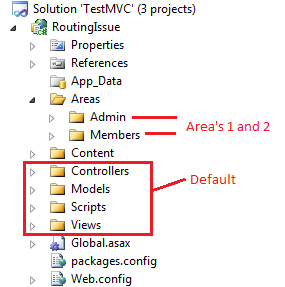 Solution 'TestMVC' (3 projects)
RoutingIssue
Properties
References
App_Data
Areas
Admin
Members
Area's 1 and 2
Content
Controllers
Models
Default
Scripts
Views
Global.asax
packages.config
Web.config